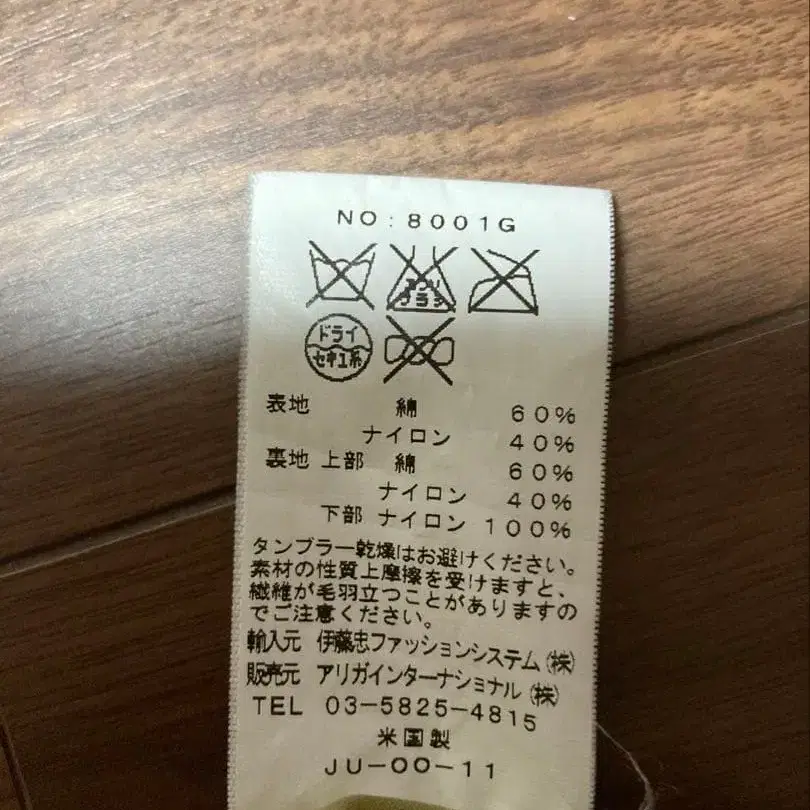 NO:8001G
エンソ
フラシ
ドライ
セキユ系
表地 綿 60%
ナイロン 40%
裏地 上部 綿 60%
ナイロン 40%
下部 ナイロン 100%
タンブラー乾燥はお避けください。
素材の性質上摩擦を受けますと、
繊維が毛羽立つことがありますの
でご注意ください。
輸入元 伊藤忠ファッションシステム(株)
販売元 アリガインターナショナル(株)
TEL 03-5825-4815
米国製
JU-00-11